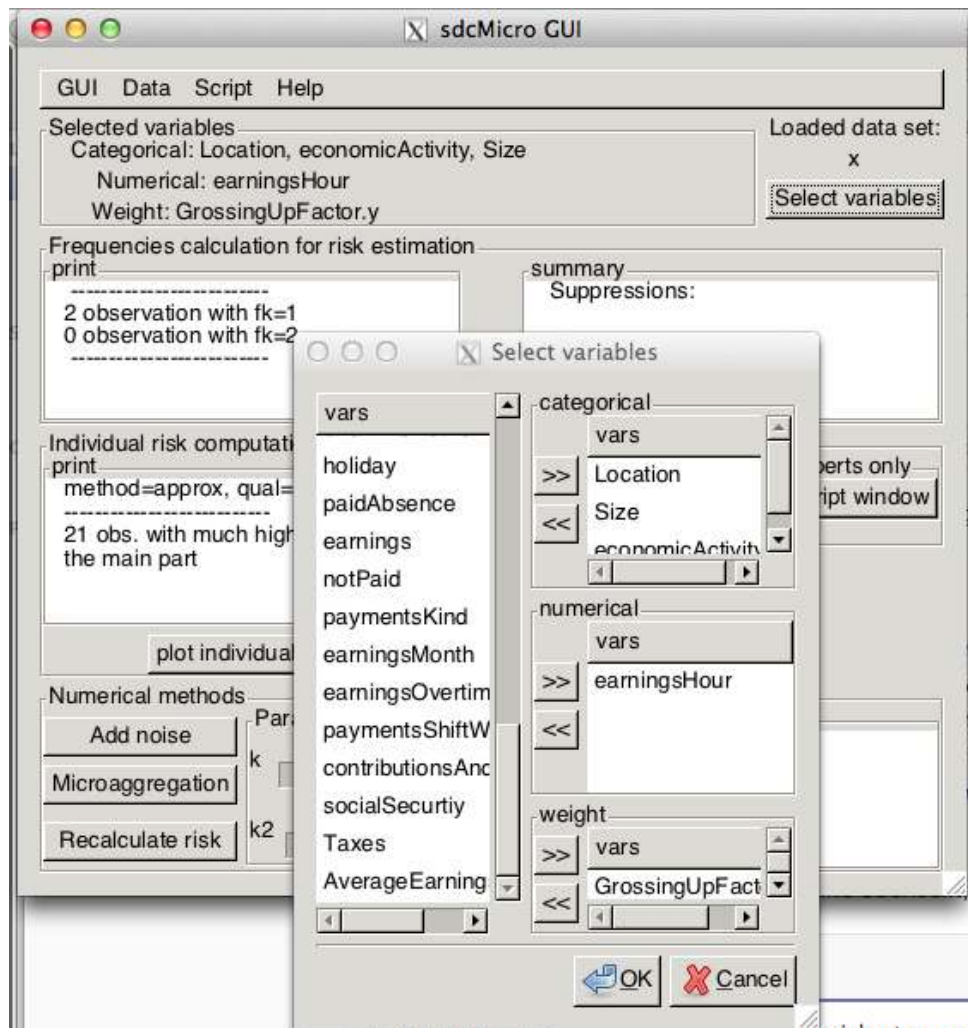 X sdcMicro GUI
GUI Data Script Help
Selected variables
Categorical: Location, economicActivity, Size
Numerical: earningsHour
Weight: GrossingUpFactor.y
Loaded data set:
x
Select variables
Frequencies calculation for risk estimation
print
---------------------------
2 observation with fk=1
0 observation with fk=2
---------------------------
summary
Suppressions:
Individual risk computati
print
method=approx, qual=
---------------------------
21 obs. with much high
the main part
plot individual
perts only
ript window
Numerical methods
Add noise
Microaggregation
Recalculate risk
Para
k
k2
X Select variables
vars
holiday
paidAbsence
earnings
notPaid
paymentsKind
earningsMonth
earningsOvertim
paymentsShiftW
contributionsAnd
socialSecurtiy
Taxes
AverageEarning
categorical
vars
>>
<<
Location
Size
economicActivity
numerical
vars
>>
<<
earningsHour
weight
vars
>>
<<
GrossingUpFact
OK
Cancel